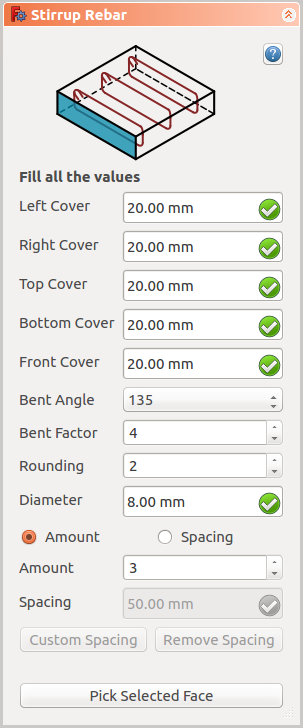 Stirrup Rebar
?
Fill all the values
Left Cover 20.00 mm
Right Cover 20.00 mm
Top Cover 20.00 mm
Bottom Cover 20.00 mm
Front Cover 20.00 mm
Bent Angle 135
Bent Factor 4
Rounding 2
Diameter 8.00 mm
Amount Spacing
Amount 3
Spacing 50.00 mm
Custom Spacing Remove Spacing
Pick Selected Face